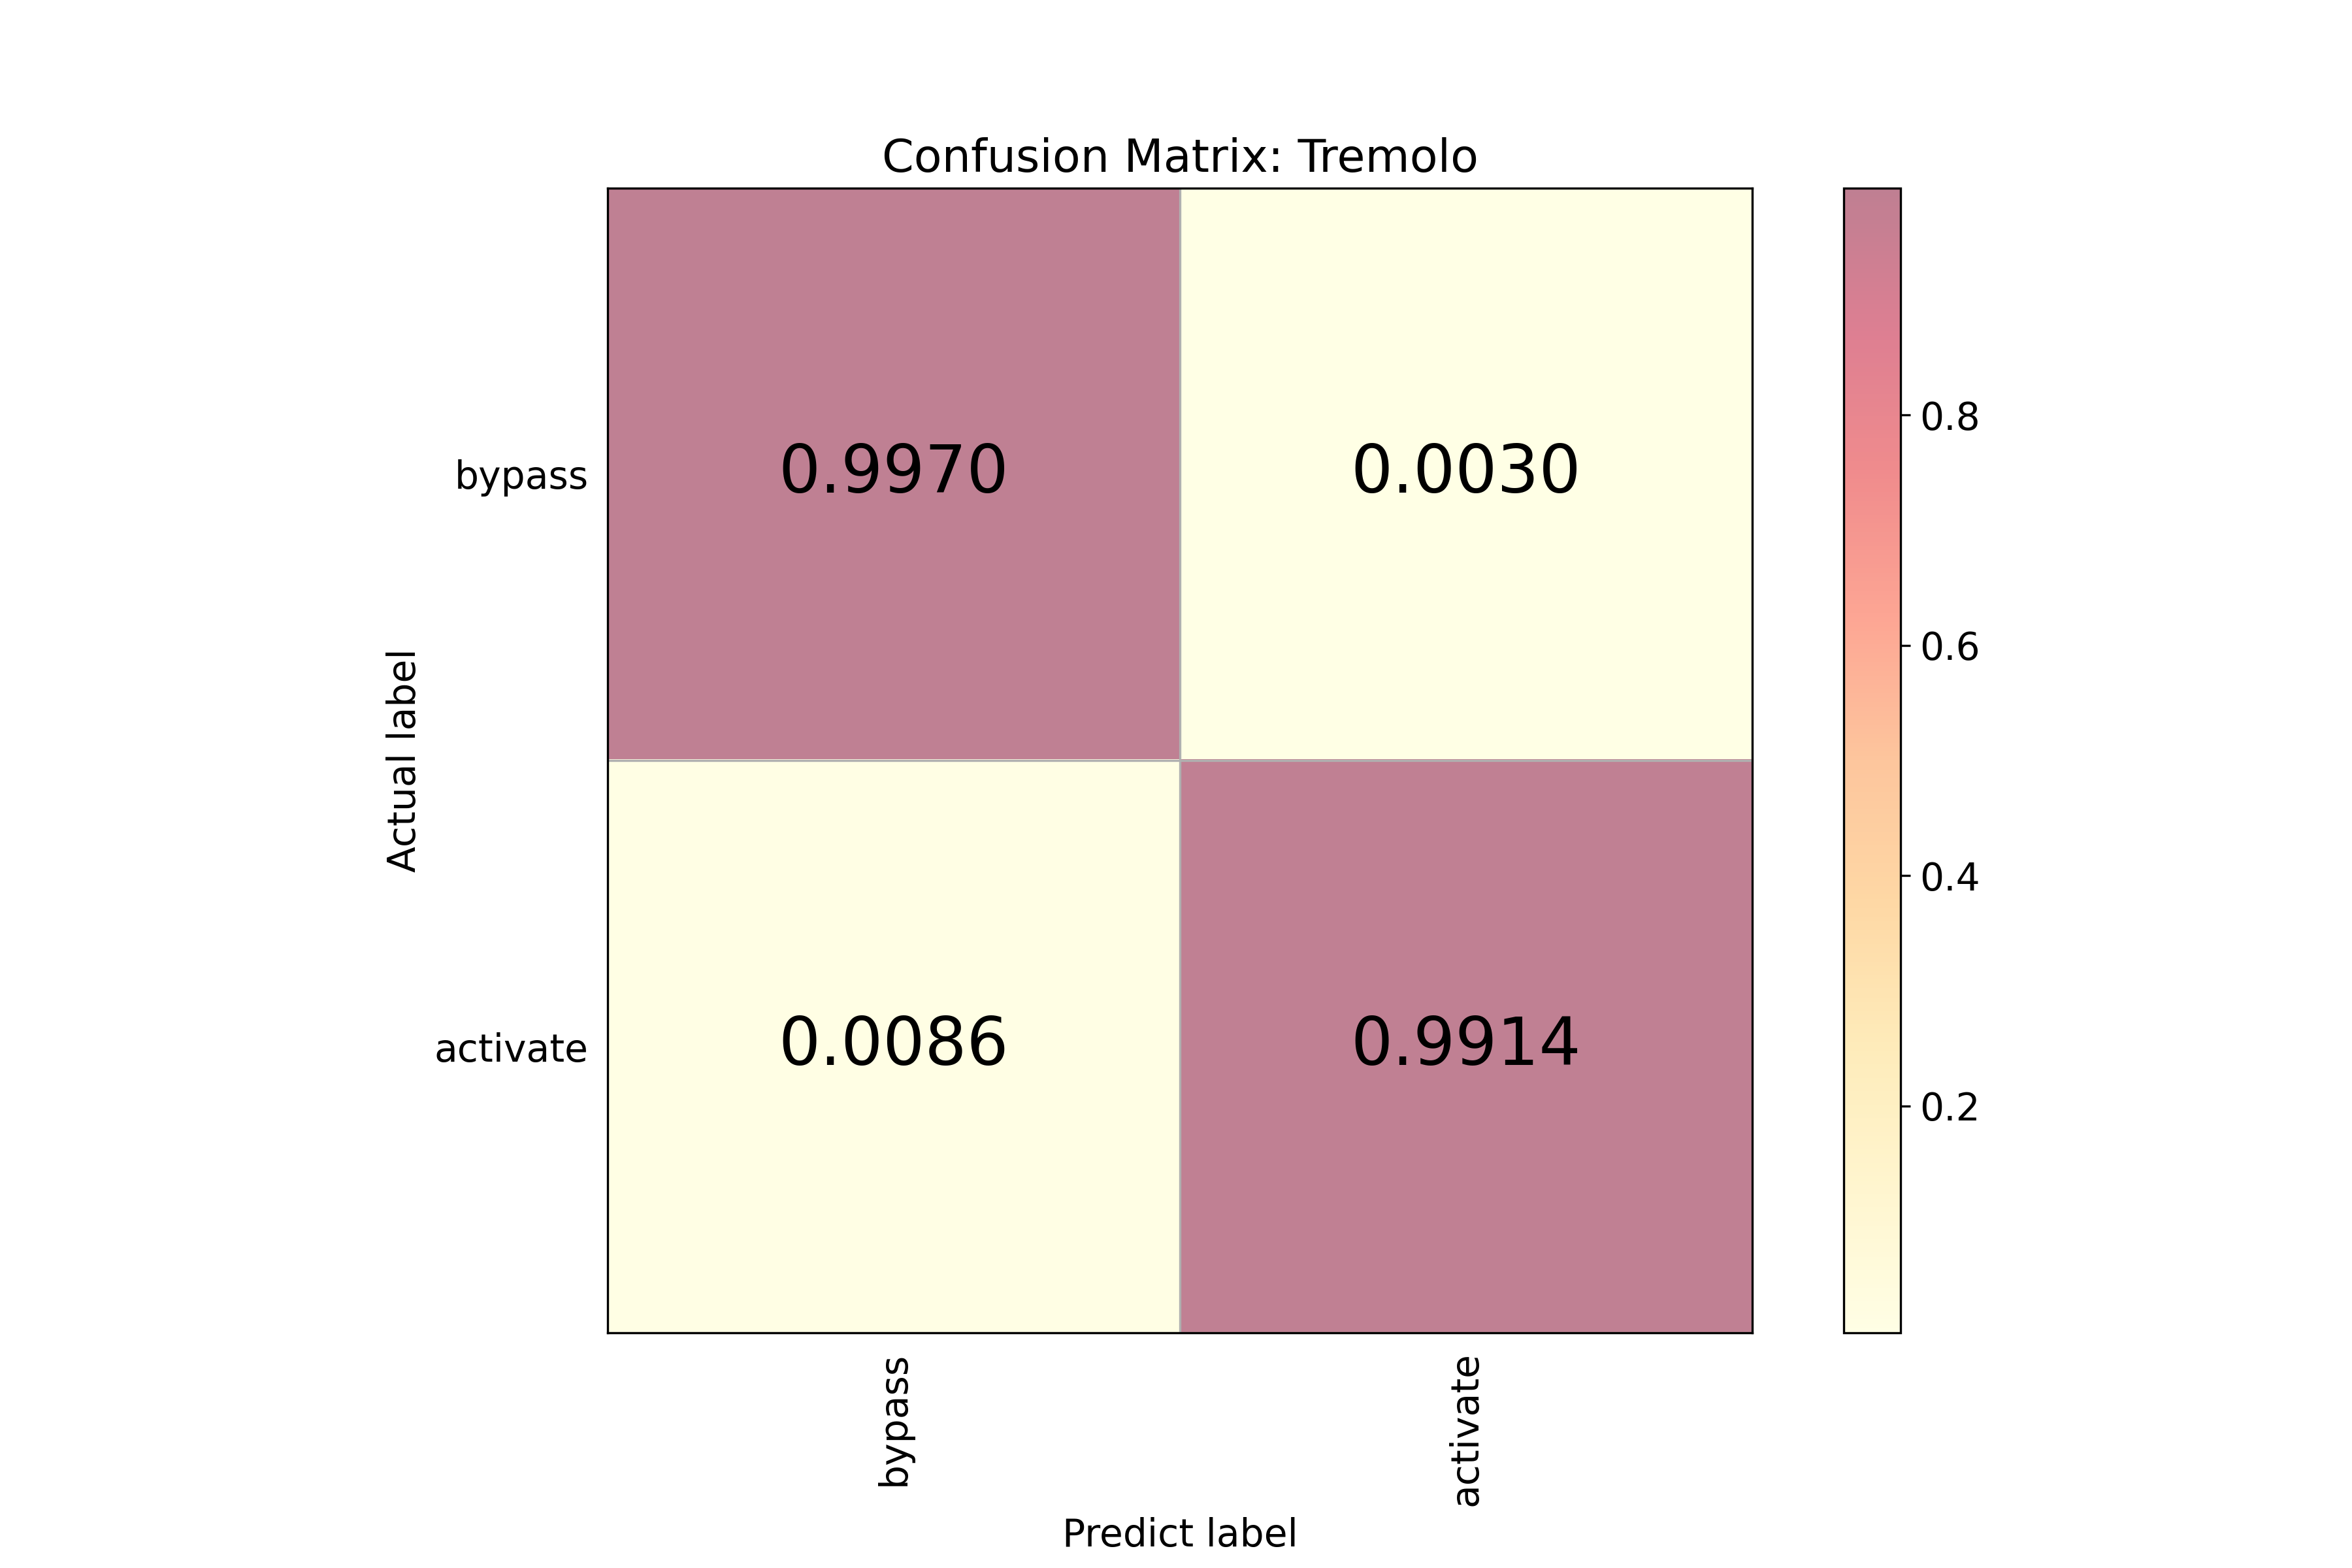 Confusion Matrix: Tremolo
Actual label
bypass
0.9970
0.0030
activate
0.0086
0.9914
bypass
activate
Predict label
0.8
0.6
0.4
0.2